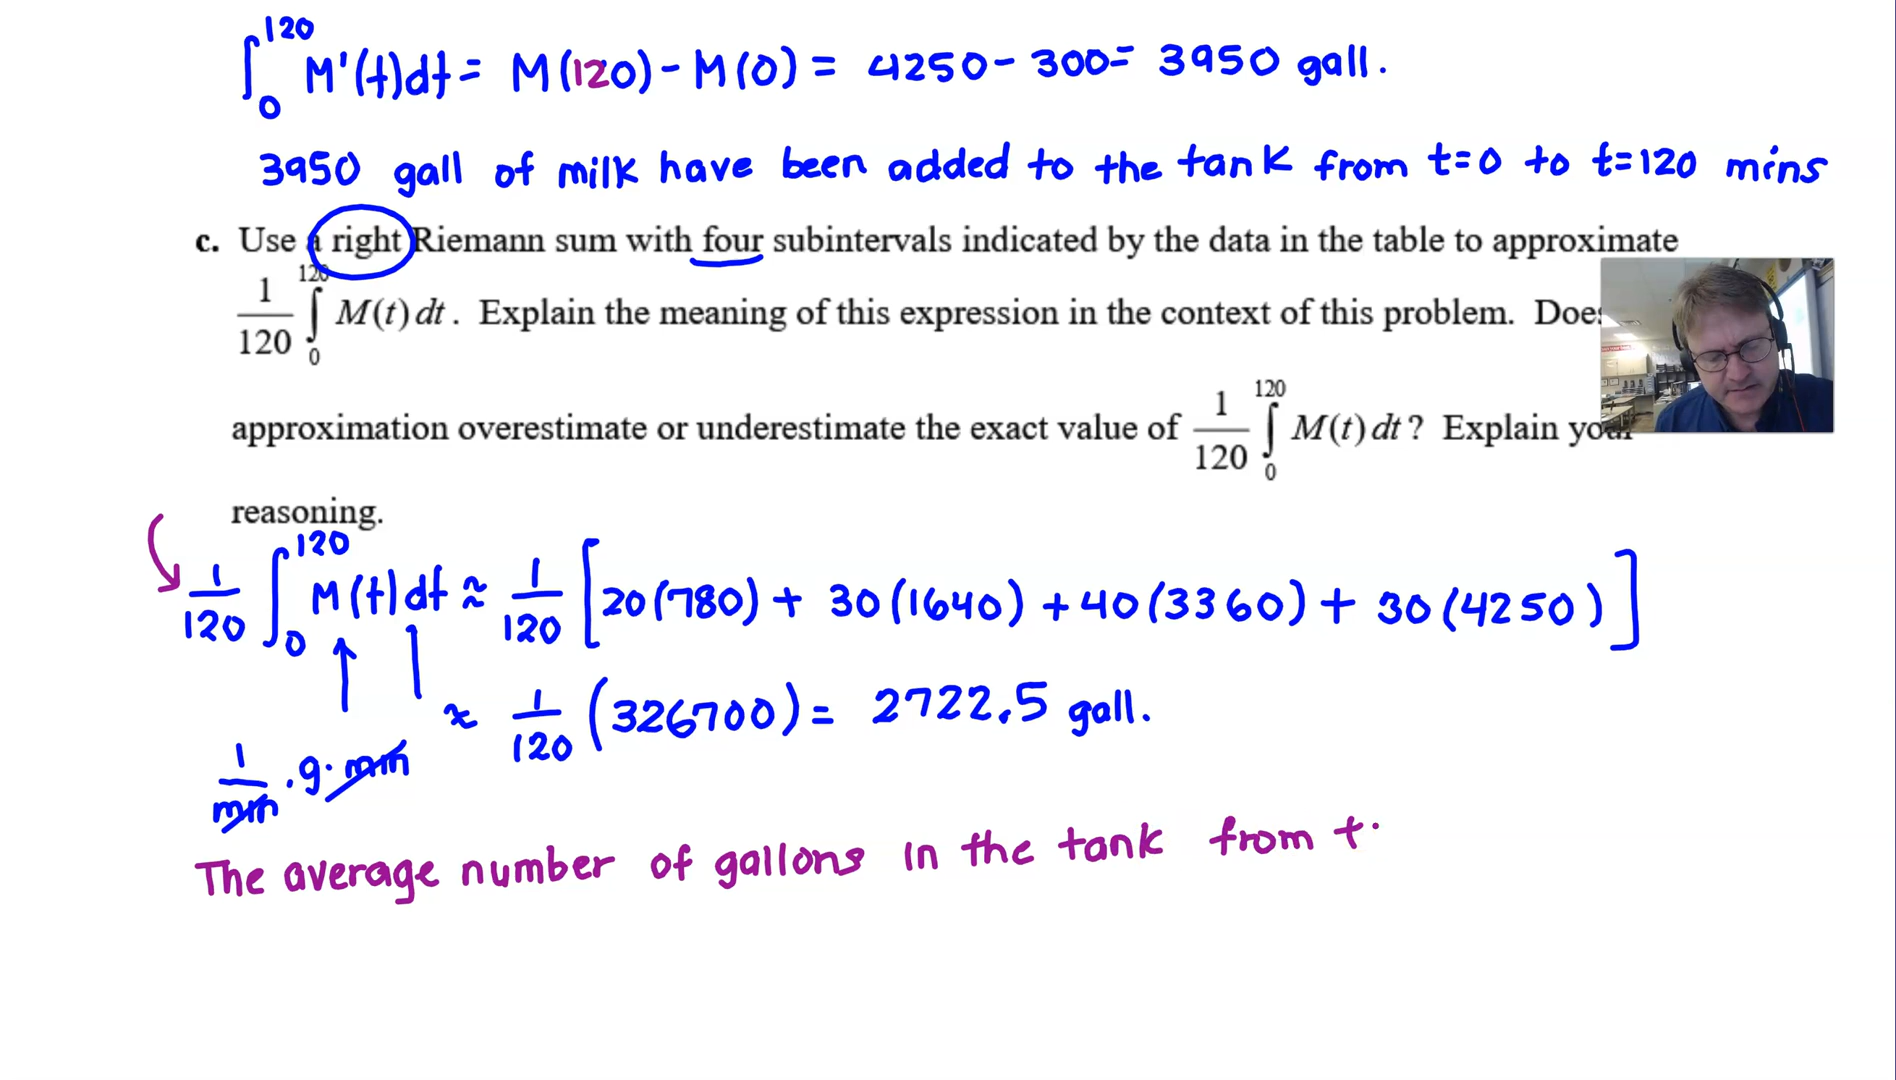 ∫₀¹²⁰ M'(t)dt = M(120) - M(0) = 4250 - 300 = 3950 gall.
3950 gall of milk have been added to the tank from t=0 to t=120 mins
c. Use a right Riemann sum with four subintervals indicated by the data in the table to approximate
1/120 ∫₀¹²⁰ M(t) dt. Explain the meaning of this expression in the context of this problem. Does
approximation overestimate or underestimate the exact value of 1/120 ∫₀¹²⁰ M(t) dt? Explain your
reasoning.
1/120 ∫₀¹²⁰ M(t)dt ≈ 1/120 [20(780) + 30(1640) + 40(3360) + 30(4250)]
≈ 1/120 (326700) = 2722.5 gall.
1/min · g · min
The average number of gallons in the tank from t